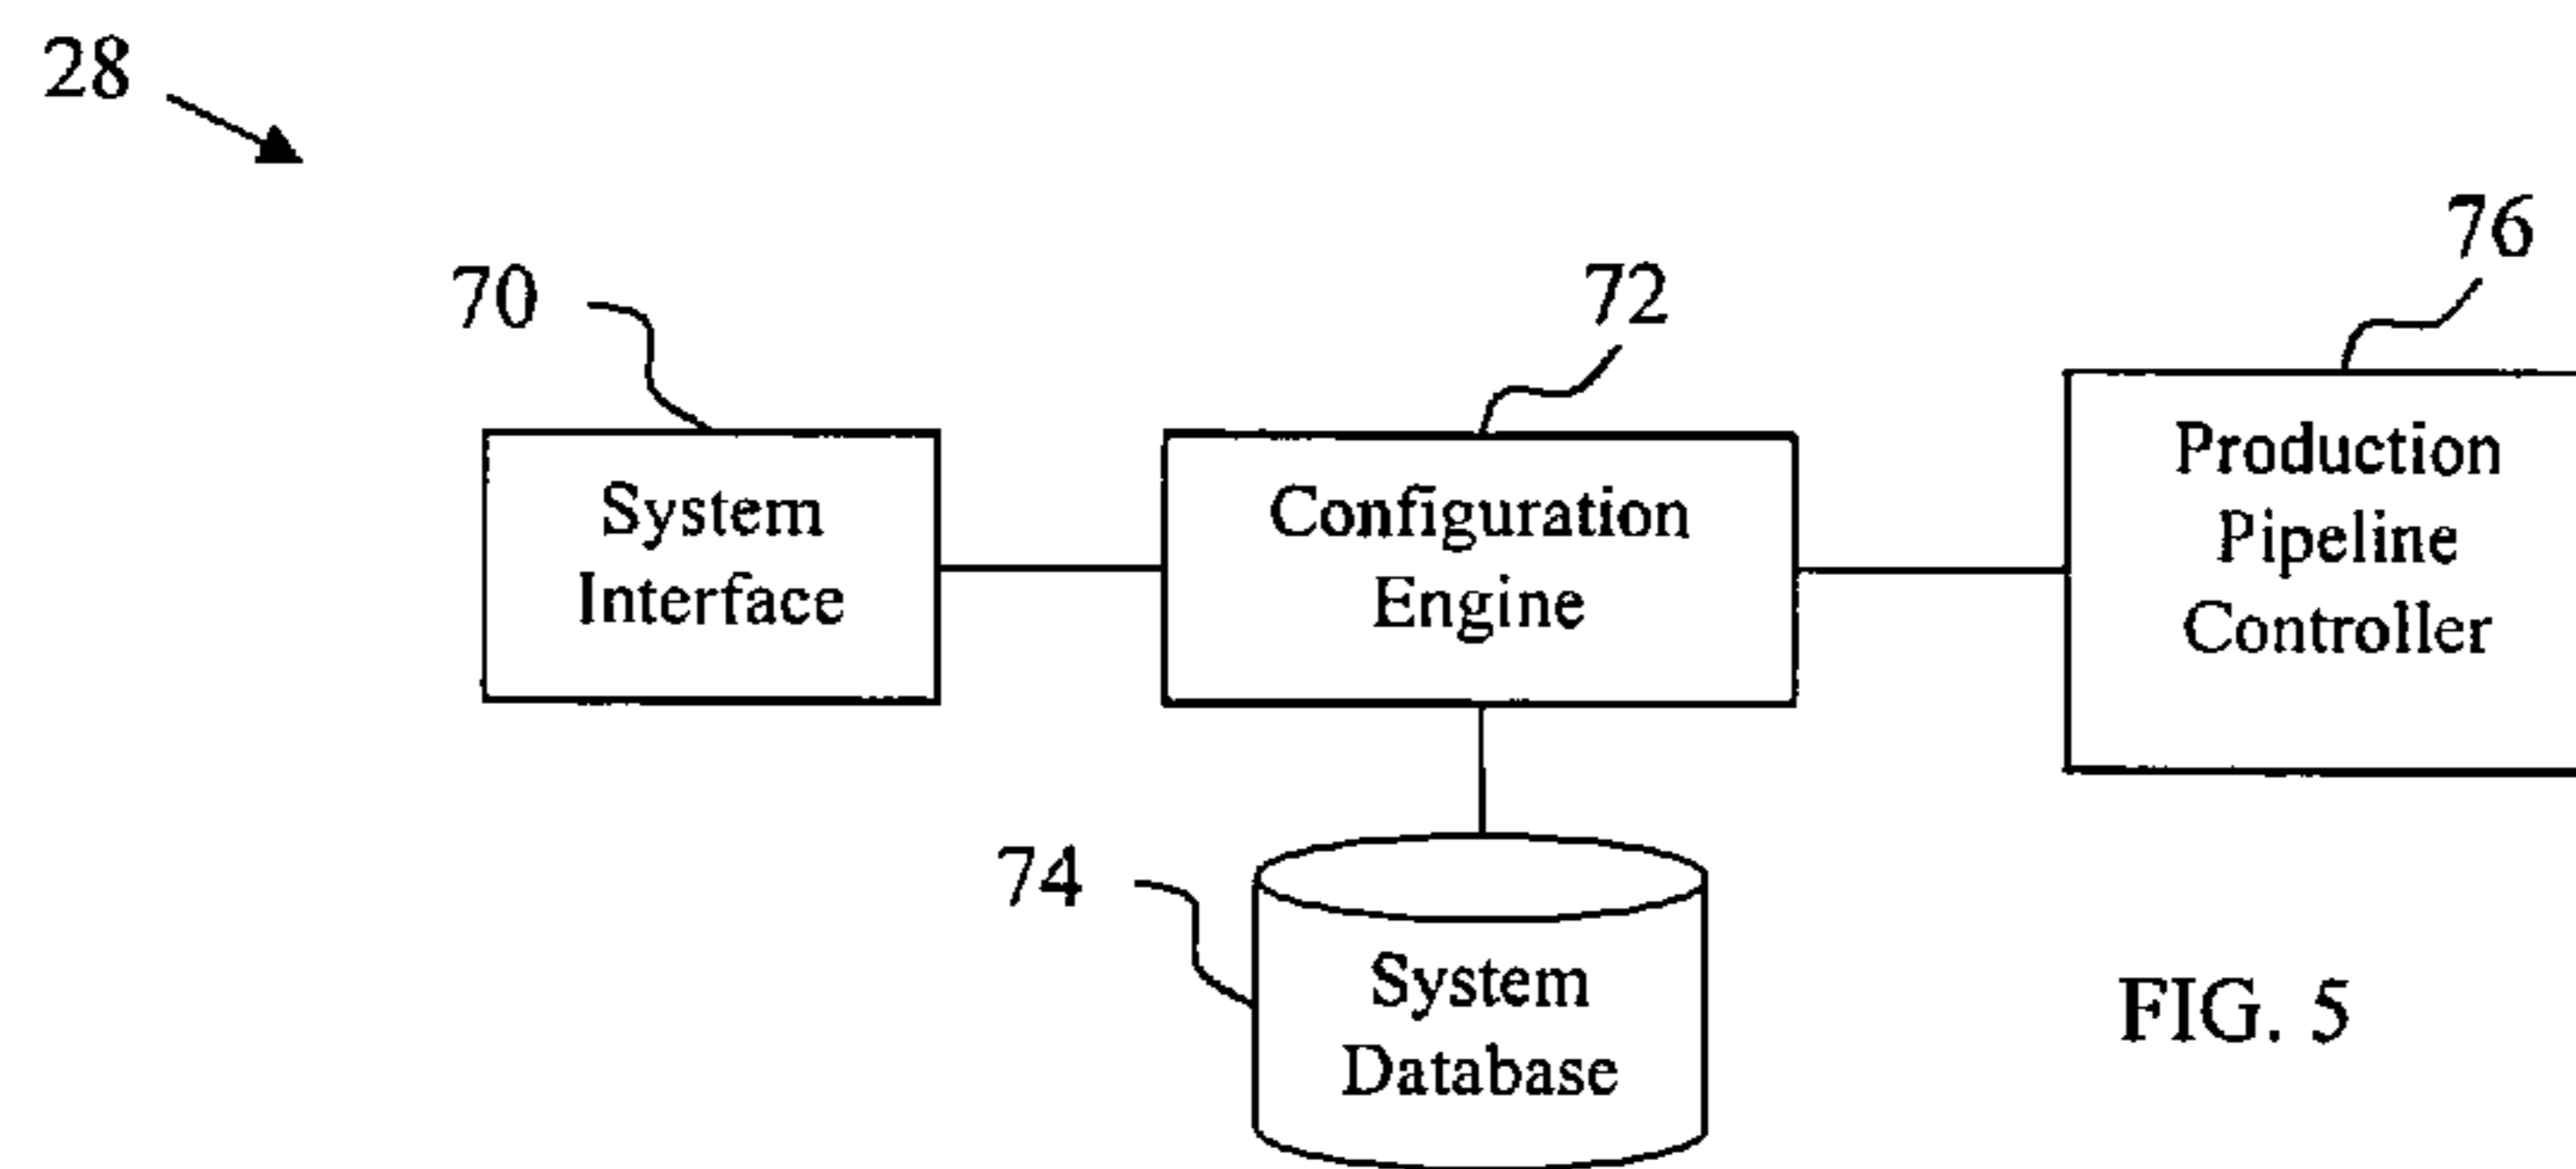 28
70
72
76
System
Interface
Configuration
Engine
Production
Pipeline
Controller
74
System
Database
FIG. 5